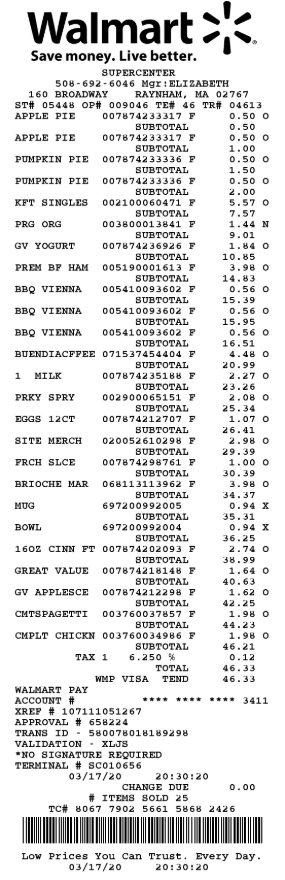 Walmart
Save money. Live better.
SUPERCENTER
508-692-6046 Mgr:ELIZABETH
160 BROADWAY RAYNHAM, MA 02767
ST# 05448 OP# 009046 TE# 46 TR# 04613
APPLE PIE 007874233317 F 0.50 O
SUBTOTAL 0.50
APPLE PIE 007874233317 F 0.50 O
SUBTOTAL 1.00
PUMPKIN PIE 007874233336 F 0.50 O
SUBTOTAL 1.50
PUMPKIN PIE 007874233336 F 0.50 O
SUBTOTAL 2.00
KFT SINGLES 002100060471 F 5.57 O
SUBTOTAL 7.57
PRG ORG 003800013841 F 1.44 N
SUBTOTAL 9.01
GV YOGURT 007874236926 F 1.84 O
SUBTOTAL 10.85
PREM BF HAM 005190001613 F 3.98 O
SUBTOTAL 14.83
BBQ VIENNA 005410093602 F 0.56 O
SUBTOTAL 15.39
BBQ VIENNA 005410093602 F 0.56 O
SUBTOTAL 15.95
BBQ VIENNA 005410093602 F 0.56 O
SUBTOTAL 16.51
BUENDIACFFEE 071537454404 F 4.48 O
SUBTOTAL 20.99
1 MILK 007874235188 F 2.27 O
SUBTOTAL 23.26
PRKY SPRY 002900065151 F 2.08 O
SUBTOTAL 25.34
EGGS 12CT 007874212707 F 1.07 O
SUBTOTAL 26.41
SITE MERCH 020052610298 F 2.98 O
SUBTOTAL 29.39
FRCH SLCE 007874298761 F 1.00 O
SUBTOTAL 30.39
BRIOCHE MAR 068113113962 F 3.98 O
SUBTOTAL 34.37
MUG 697200992005 0.94 X
SUBTOTAL 35.31
BOWL 697200992004 0.94 X
SUBTOTAL 36.25
16OZ CINN FT 007874202093 F 2.74 O
SUBTOTAL 38.99
GREAT VALUE 007874218148 F 1.64 O
SUBTOTAL 40.63
GV APPLESCE 007874212298 F 1.62 O
SUBTOTAL 42.25
CMTSPAGETTI 003760037857 F 1.98 O
SUBTOTAL 44.23
CMPLT CHICKN 003760034986 F 1.98 O
SUBTOTAL 46.21
TAX 1 6.250 % 0.12
TOTAL 46.33
WMP VISA TEND 46.33
WALMART PAY
ACCOUNT # **** **** **** 3411
XREF # 107111051267
APPROVAL # 658224
TRANS ID - 580078018189298
VALIDATION - XLJS
*NO SIGNATURE REQUIRED
TERMINAL # SC010656
03/17/20 20:30:20
CHANGE DUE 0.00
# ITEMS SOLD 25
TC# 8067 7902 5661 5868 2426
Low Prices You Can Trust. Every Day.
03/17/20 20:30:20